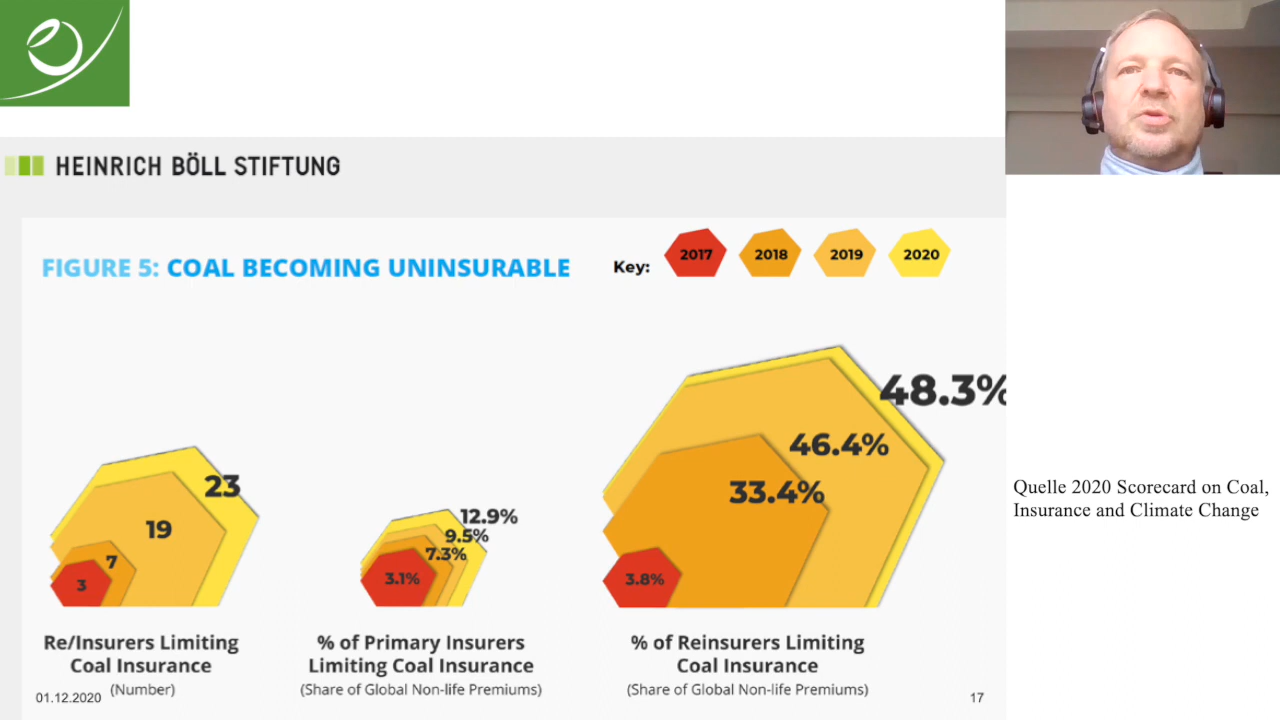 HEINRICH BÖLL STIFTUNG
FIGURE 5: COAL BECOMING UNINSURABLE
Key:
2017
2018
2019
2020
23
19
7
3
12.9%
9.5%
7.3%
3.1%
48.3%
46.4%
33.4%
3.8%
Re/Insurers Limiting
Coal Insurance
(Number)
% of Primary Insurers
Limiting Coal Insurance
(Share of Global Non-life Premiums)
% of Reinsurers Limiting
Coal Insurance
(Share of Global Non-life Premiums)
01.12.2020
17
Quelle 2020 Scorecard on Coal,
Insurance and Climate Change